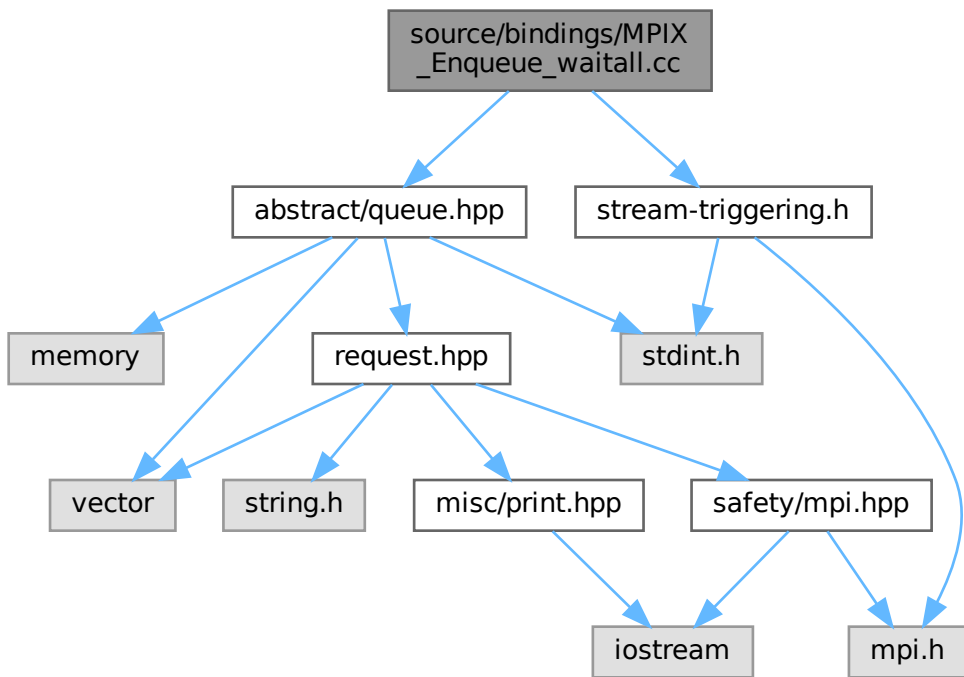 source/bindings/MPIX
_Enqueue_waitall.cc
abstract/queue.hpp
stream-triggering.h
memory
request.hpp
stdint.h
vector
string.h
misc/print.hpp
safety/mpi.hpp
iostream
mpi.h